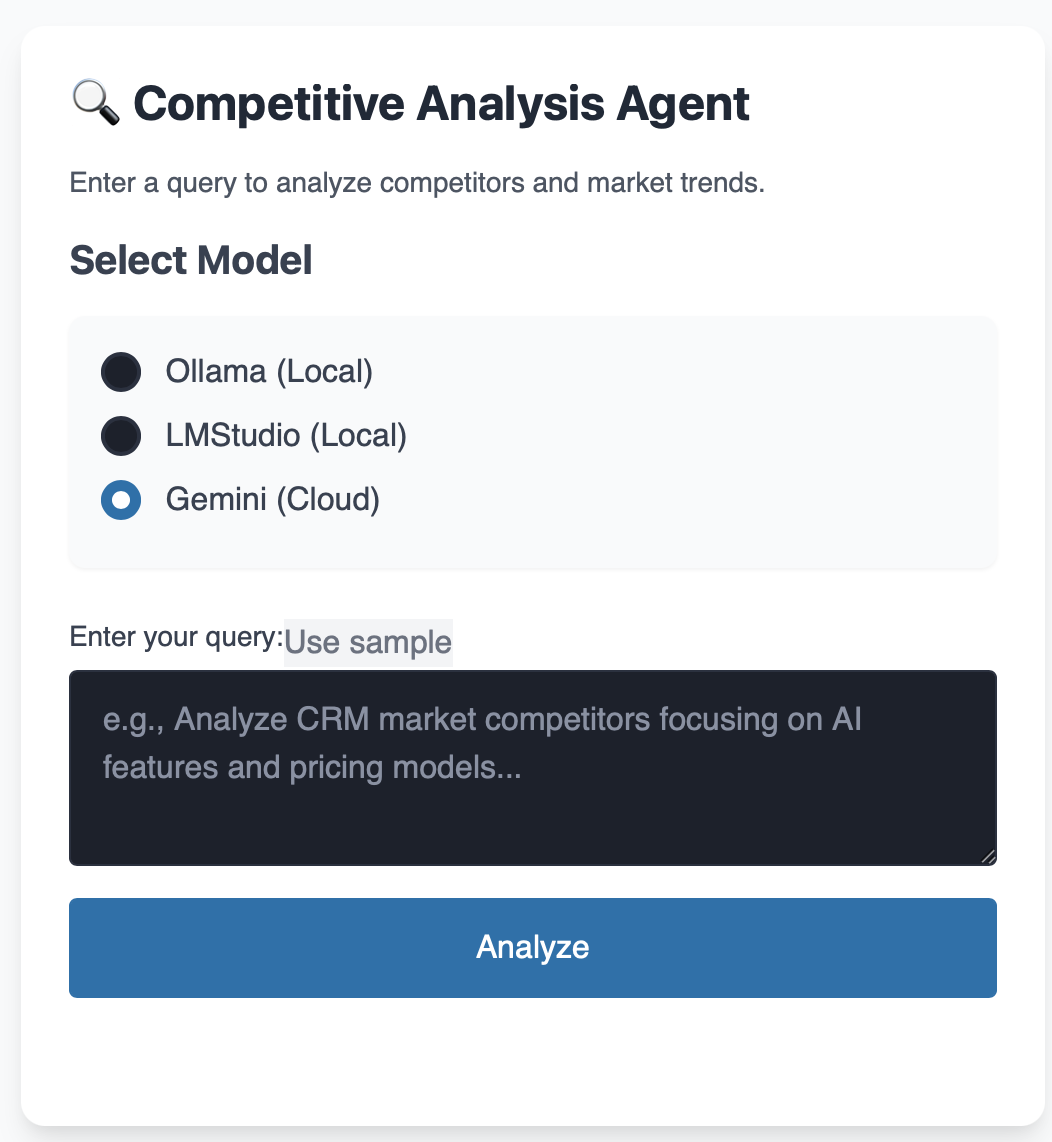 🔍 Competitive Analysis Agent
Enter a query to analyze competitors and market trends.
Select Model
Ollama (Local)
LMStudio (Local)
Gemini (Cloud)
Enter your query:Use sample
e.g., Analyze CRM market competitors focusing on AI
features and pricing models...
Analyze